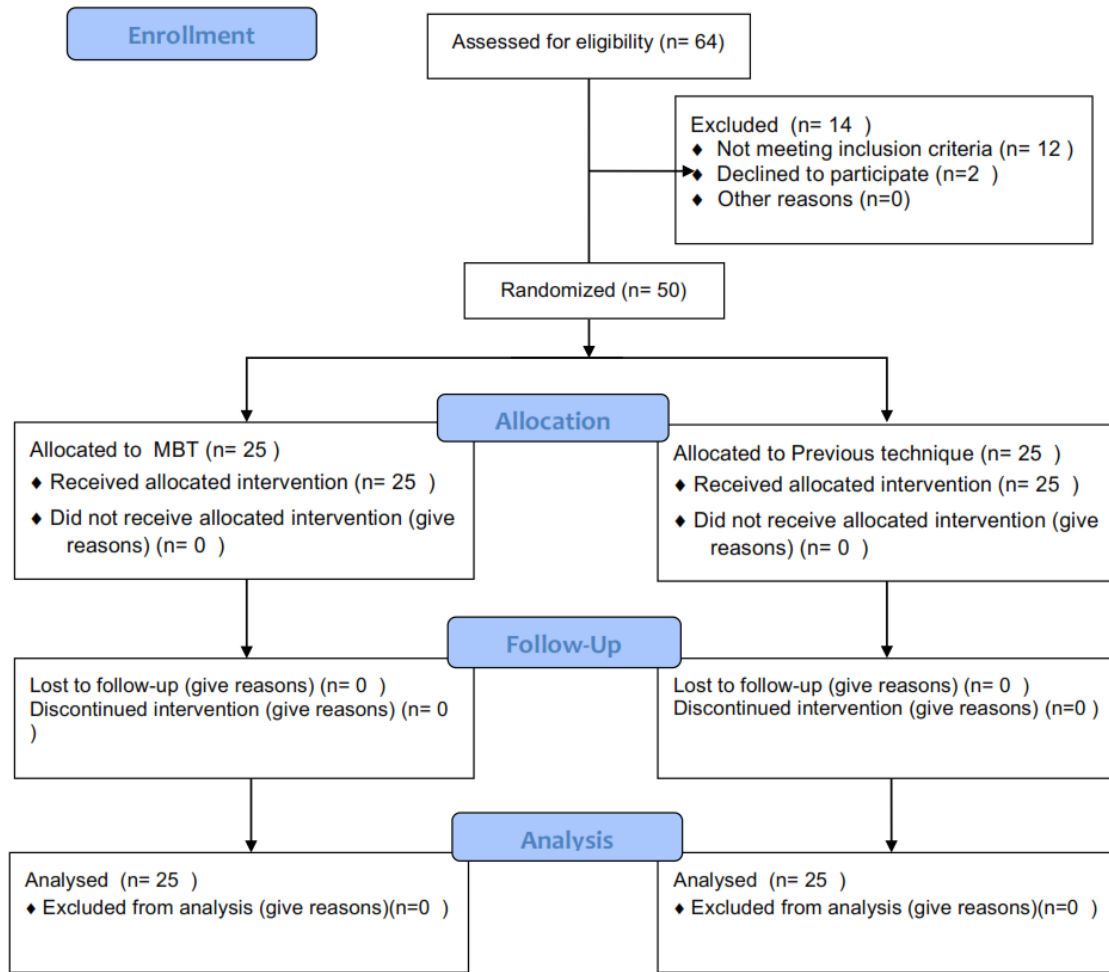 Enrollment
Assessed for eligibility (n= 64)
Excluded (n= 14 )
♦ Not meeting inclusion criteria (n= 12 )
♦ Declined to participate (n=2 )
♦ Other reasons (n=0)
Randomized (n= 50)
Allocation
Allocated to MBT (n= 25 )
♦ Received allocated intervention (n= 25 )
♦ Did not receive allocated intervention (give
reasons) (n= 0 )
Allocated to Previous technique (n= 25 )
♦ Received allocated intervention (n= 25 )
♦ Did not receive allocated intervention (give
reasons) (n= 0 )
Follow-Up
Lost to follow-up (give reasons) (n= 0 )
Discontinued intervention (give reasons) (n= 0
)
Lost to follow-up (give reasons) (n= 0 )
Discontinued intervention (give reasons) (n=0 )
Analysis
Analysed (n= 25 )
♦ Excluded from analysis (give reasons)(n=0 )
Analysed (n= 25 )
♦ Excluded from analysis (give reasons)(n=0 )